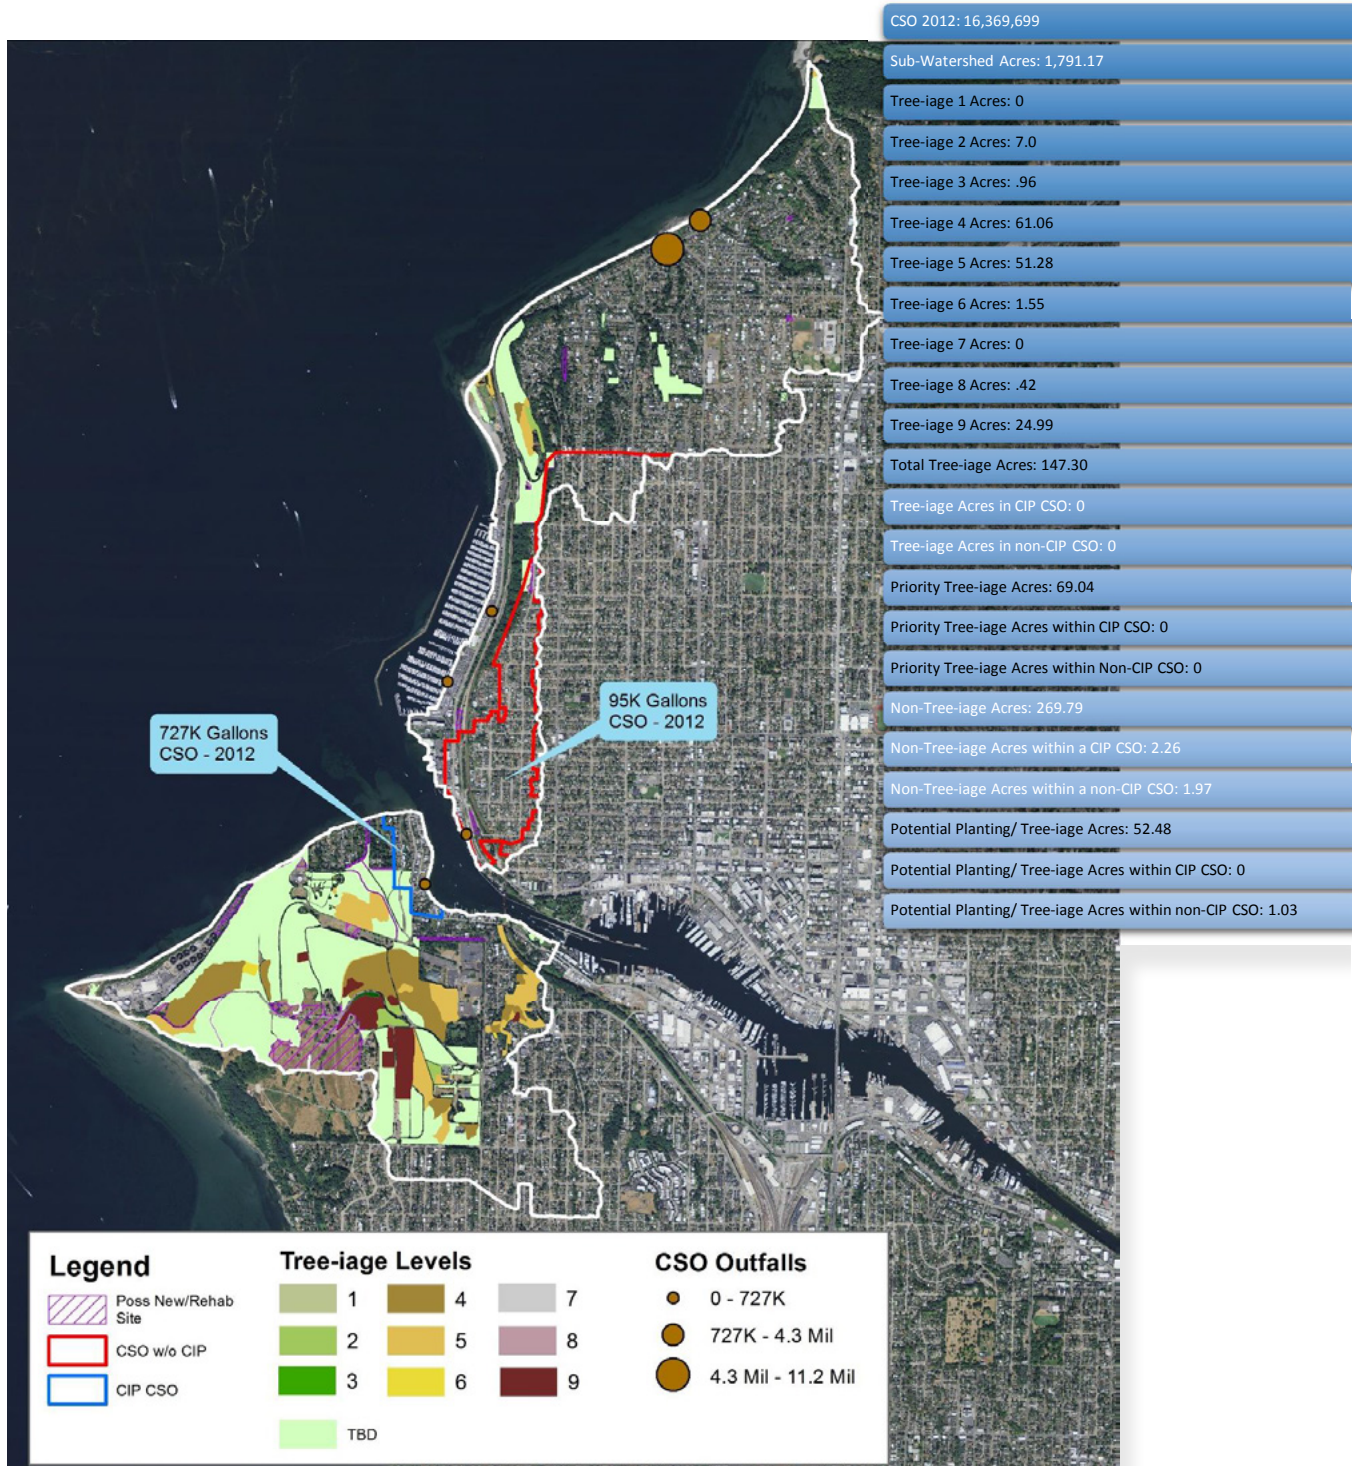 CSO 2012: 16,369,699
Sub-Watershed Acres: 1,791.17
Tree-iage 1 Acres: 0
Tree-iage 2 Acres: 7.0
Tree-iage 3 Acres: .96
Tree-iage 4 Acres: 61.06
Tree-iage 5 Acres: 51.28
Tree-iage 6 Acres: 1.55
Tree-iage 7 Acres: 0
Tree-iage 8 Acres: .42
Tree-iage 9 Acres: 24.99
Total Tree-iage Acres: 147.30
Tree-iage Acres in CIP CSO: 0
Tree-iage Acres in non-CIP CSO: 0
Priority Tree-iage Acres: 69.04
Priority Tree-iage Acres within CIP CSO: 0
Priority Tree-iage Acres within Non-CIP CSO: 0
Non-Tree-iage Acres: 269.79
Non-Tree-iage Acres within a CIP CSO: 2.26
Non-Tree-iage Acres within a non-CIP CSO: 1.97
Potential Planting/ Tree-iage Acres: 52.48
Potential Planting/ Tree-iage Acres within CIP CSO: 0
Potential Planting/ Tree-iage Acres within non-CIP CSO: 1.03
95K Gallons
CSO - 2012
727K Gallons
CSO - 2012
Legend
Poss New/Rehab
Site
CSO w/o CIP
CIP CSO
Tree-iage Levels
1
2
3
4
5
6
7
8
9
TBD
CSO Outfalls
0 - 727K
727K - 4.3 Mil
4.3 Mil - 11.2 Mil